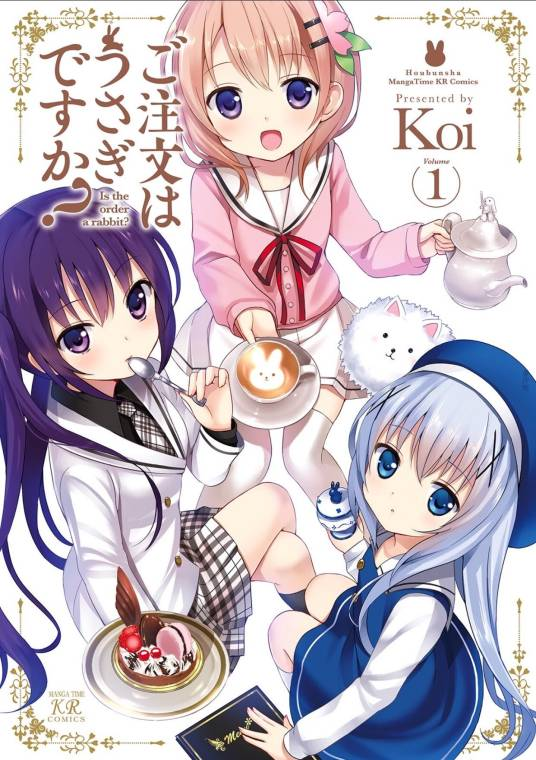 ご注文は
うさぎ
ですか?
Is the
order
a rabbit?
Houbunsha
MangaTime KR Comics
Presented by
Koi
Volume
1
MANGA TIME
KR
COMICS